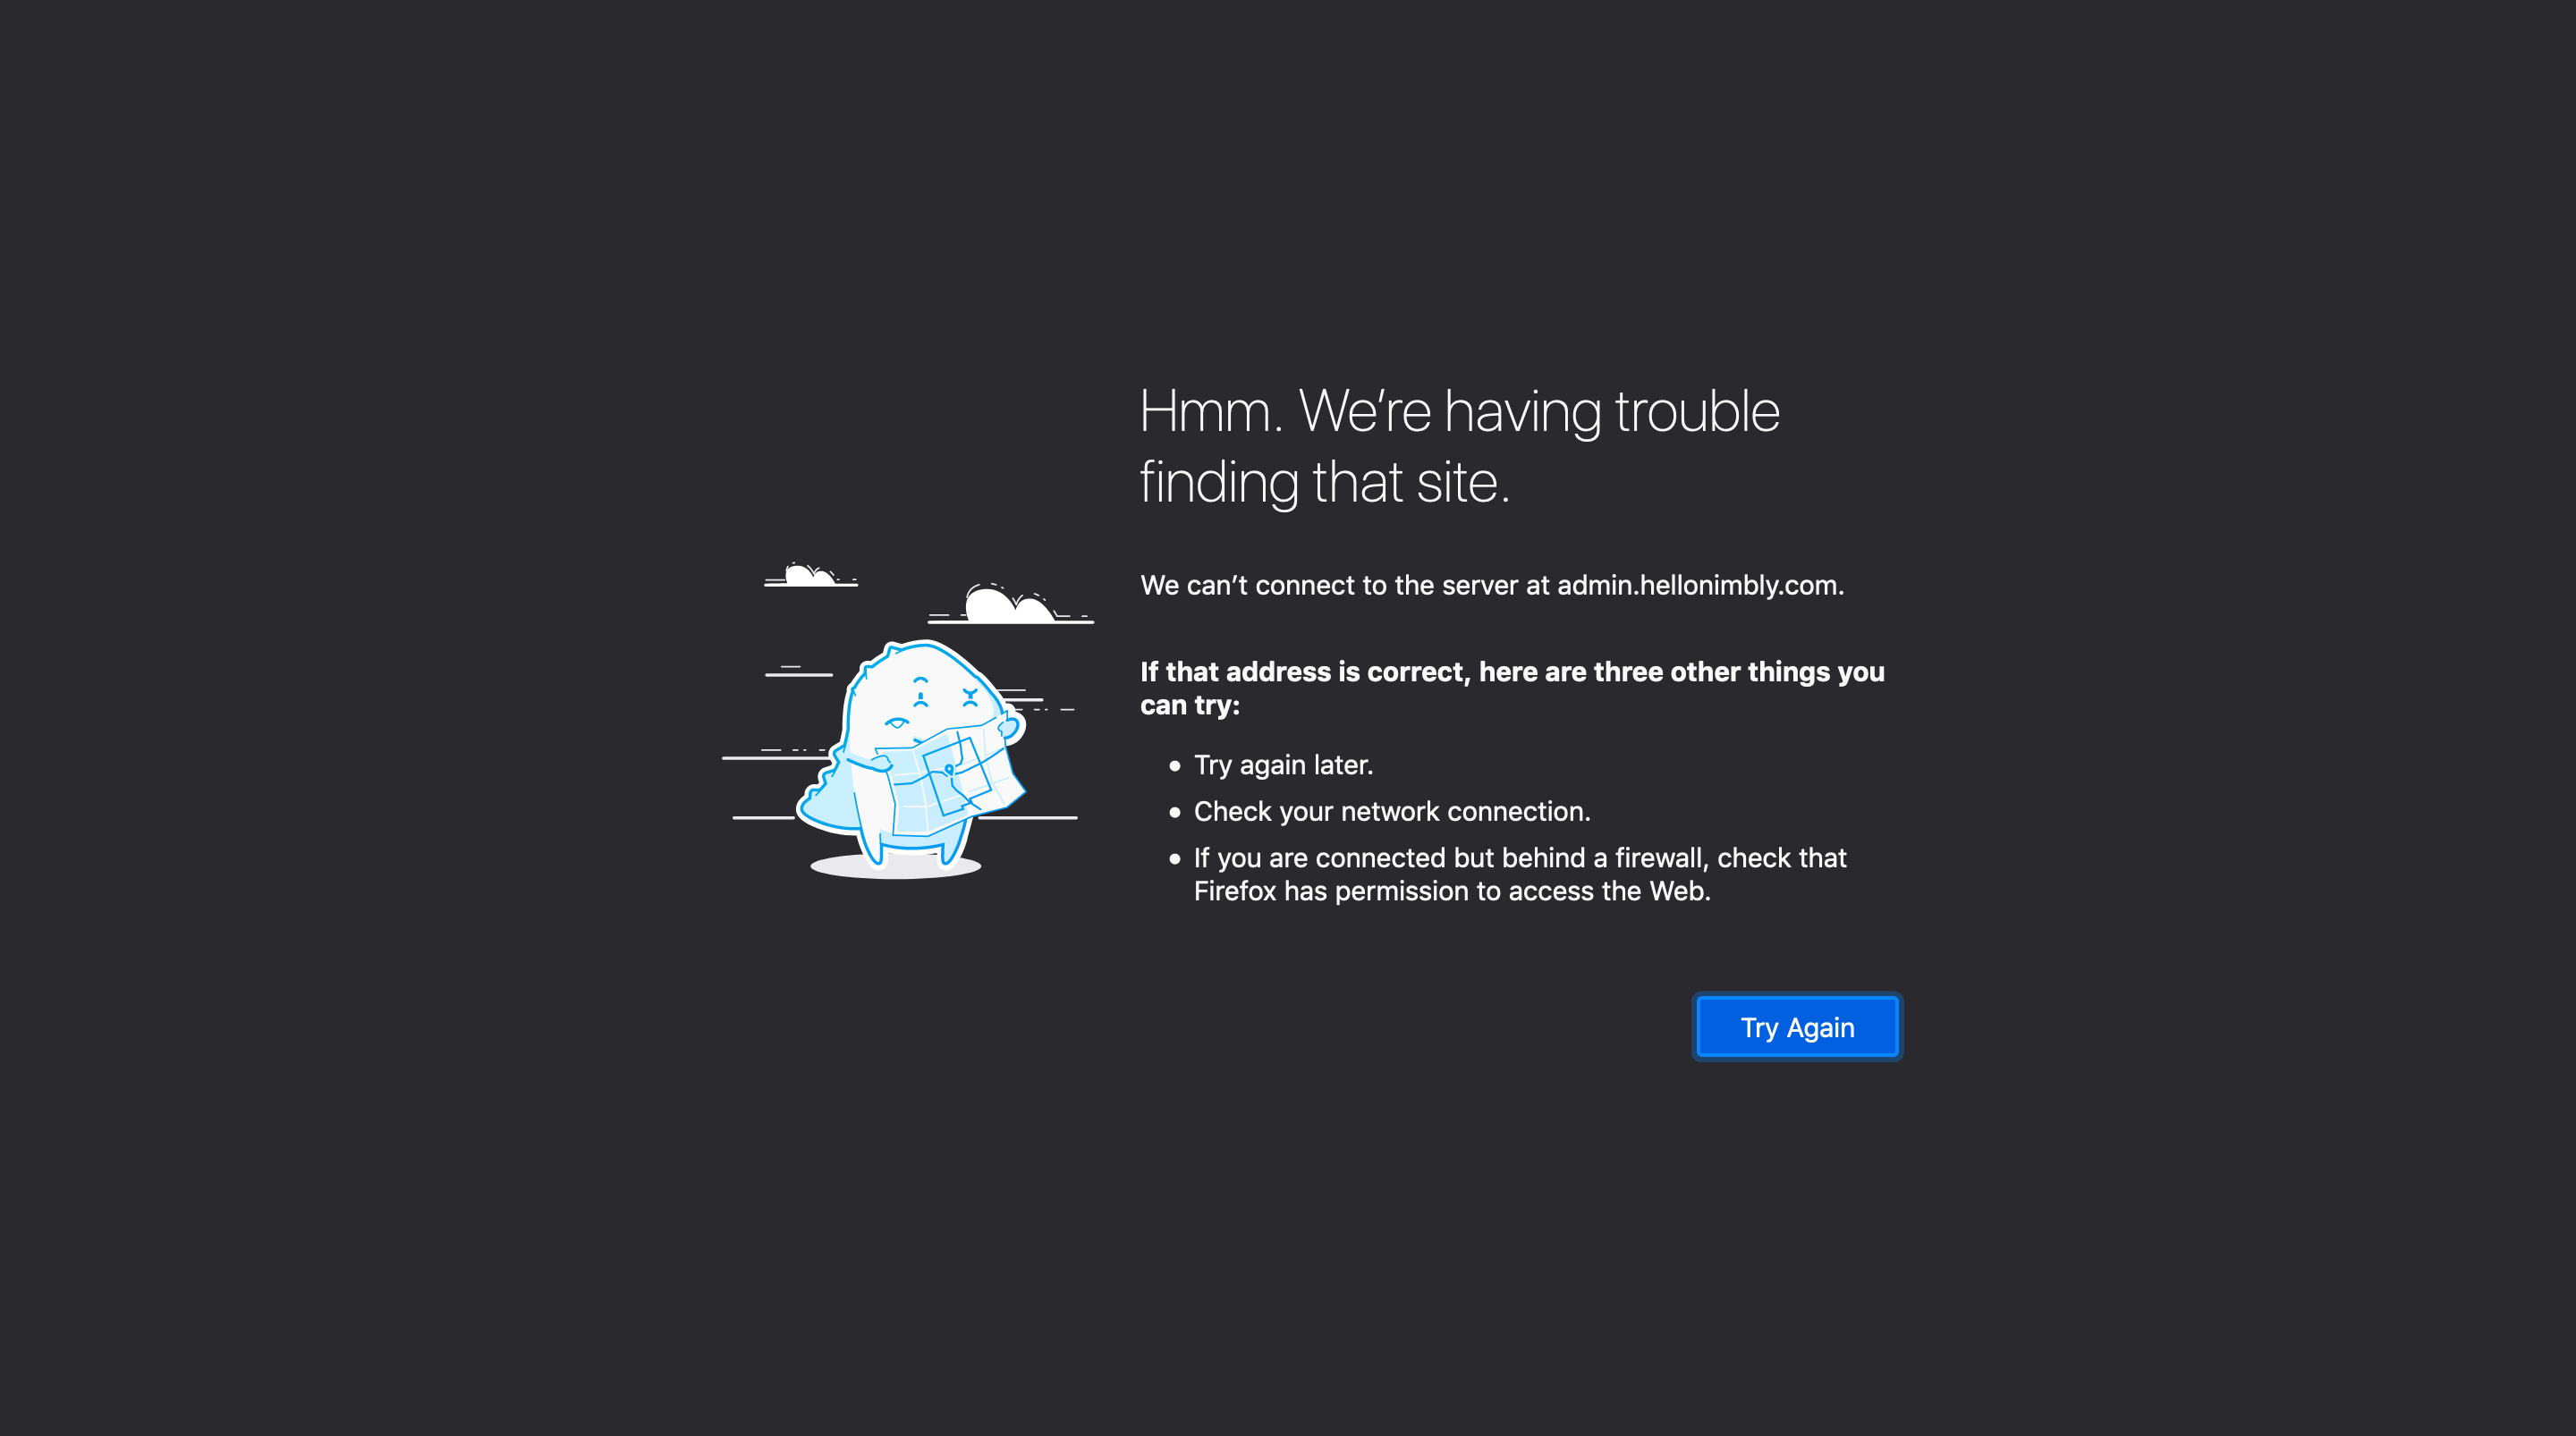 Hmm. We’re having trouble
finding that site.
We can’t connect to the server at admin.hellonimbly.com.
If that address is correct, here are three other things you
can try:
• Try again later.
• Check your network connection.
• If you are connected but behind a firewall, check that
Firefox has permission to access the Web.
Try Again